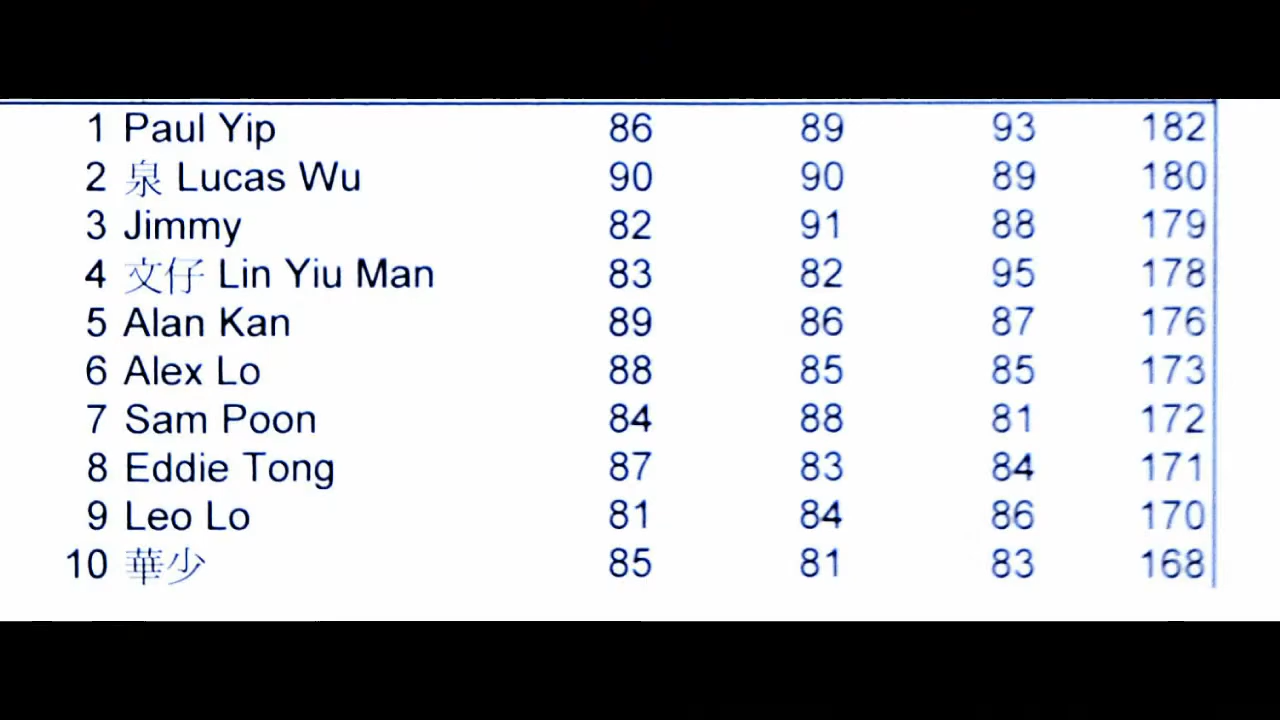 1 Paul Yip 86 89 93 182
2 泉 Lucas Wu 90 90 89 180
3 Jimmy 82 91 88 179
4 文仔 Lin Yiu Man 83 82 95 178
5 Alan Kan 89 86 87 176
6 Alex Lo 88 85 85 173
7 Sam Poon 84 88 81 172
8 Eddie Tong 87 83 84 171
9 Leo Lo 81 84 86 170
10 華少 85 81 83 168